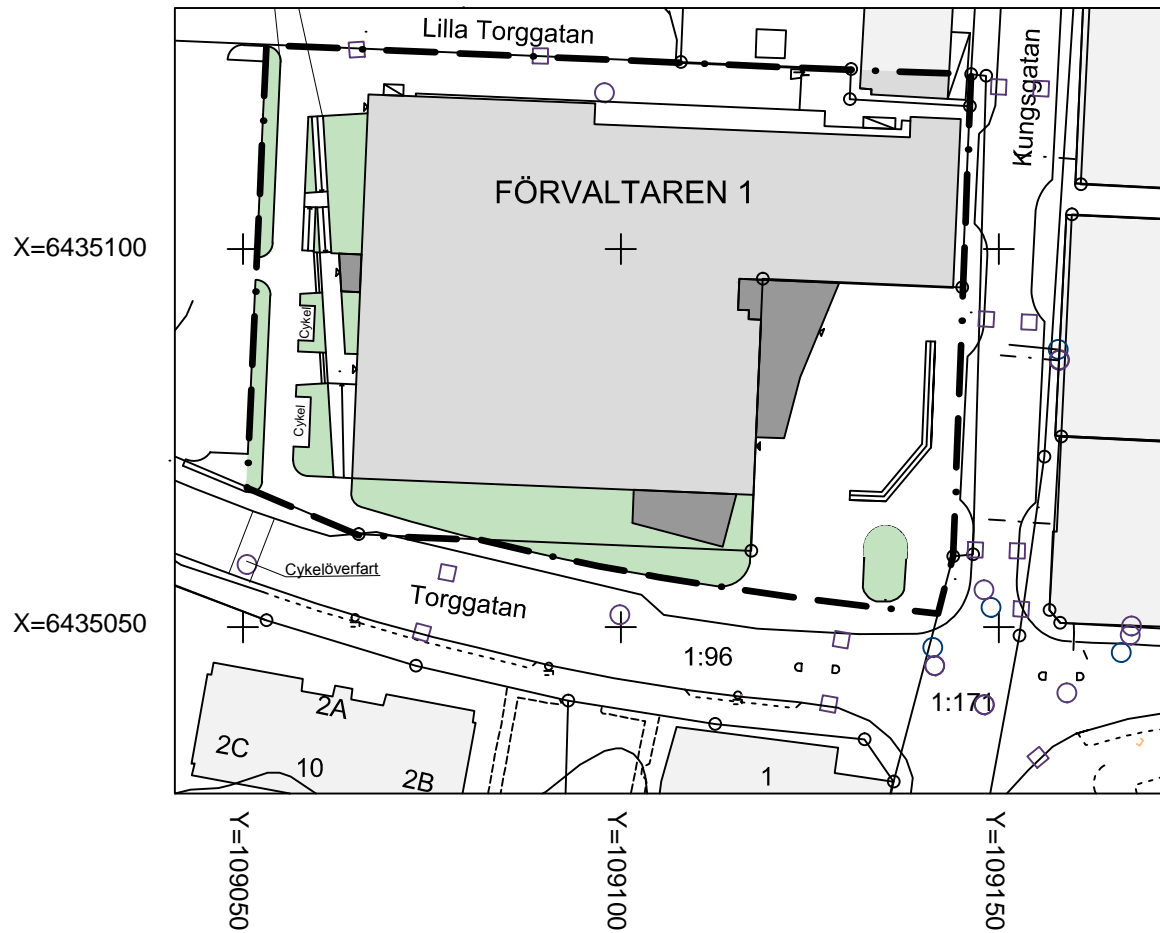 Lilla Torggatan
Kungsgatan
FÖRVALTAREN 1
X=6435100
Cykel
Cykel
Cykelöverfart
Torggatan
X=6435050
1:96
1:171
2A
2C
10
2B
1
Y=109050
Y=109100
Y=109150